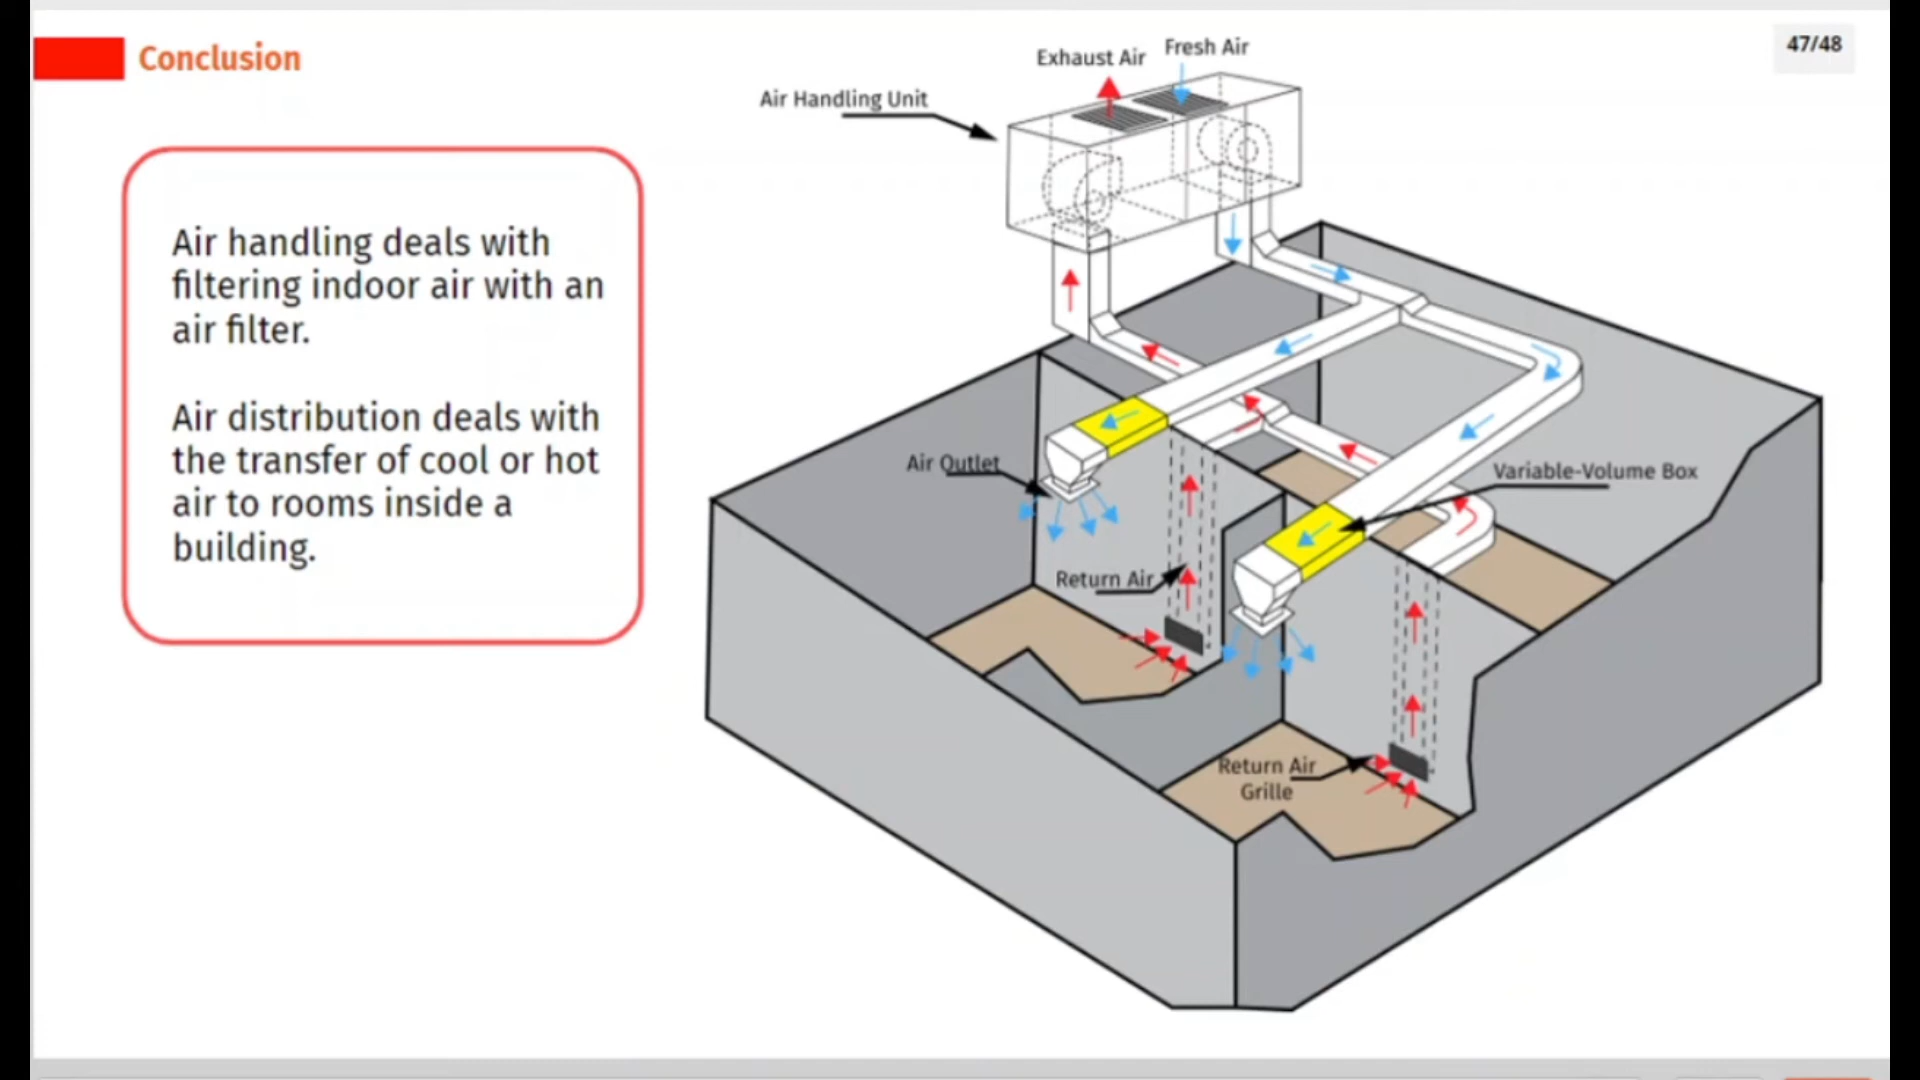 Conclusion
47/48
Exhaust Air
Fresh Air
Air Handling Unit
Air handling deals with
filtering indoor air with an
air filter.
Air distribution deals with
the transfer of cool or hot
air to rooms inside a
building.
Air Outlet
Variable-Volume Box
Return Air
Return Air
Grille